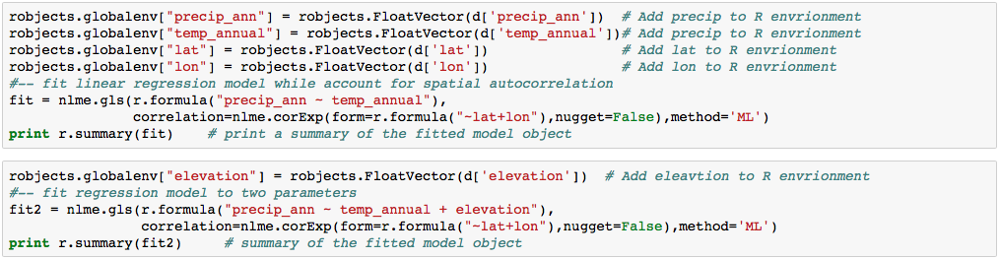 robjects.globalenv["precip_ann"] = robjects.FloatVector(d['precip_ann'])  # Add precip to R envrionment
robjects.globalenv["temp_annual"] = robjects.FloatVector(d['temp_annual'])# Add precip to R envrionment
robjects.globalenv["lat"] = robjects.FloatVector(d['lat'])                # Add lat to R envrionment
robjects.globalenv["lon"] = robjects.FloatVector(d['lon'])                # Add lon to R envrionment
#-- fit linear regression model while account for spatial autocorrelation
fit = nlme.gls(r.formula("precip_ann ~ temp_annual"),
               correlation=nlme.corExp(form=r.formula("~lat+lon"),nugget=False),method='ML')
print r.summary(fit)    # print a summary of the fitted model object
robjects.globalenv["elevation"] = robjects.FloatVector(d['elevation'])  # Add eleavtion to R envrionment
#-- fit regression model to two parameters
fit2 = nlme.gls(r.formula("precip_ann ~ temp_annual + elevation"),
                correlation=nlme.corExp(form=r.formula("~lat+lon"),nugget=False),method='ML')
print r.summary(fit2)     # summary of the fitted model object